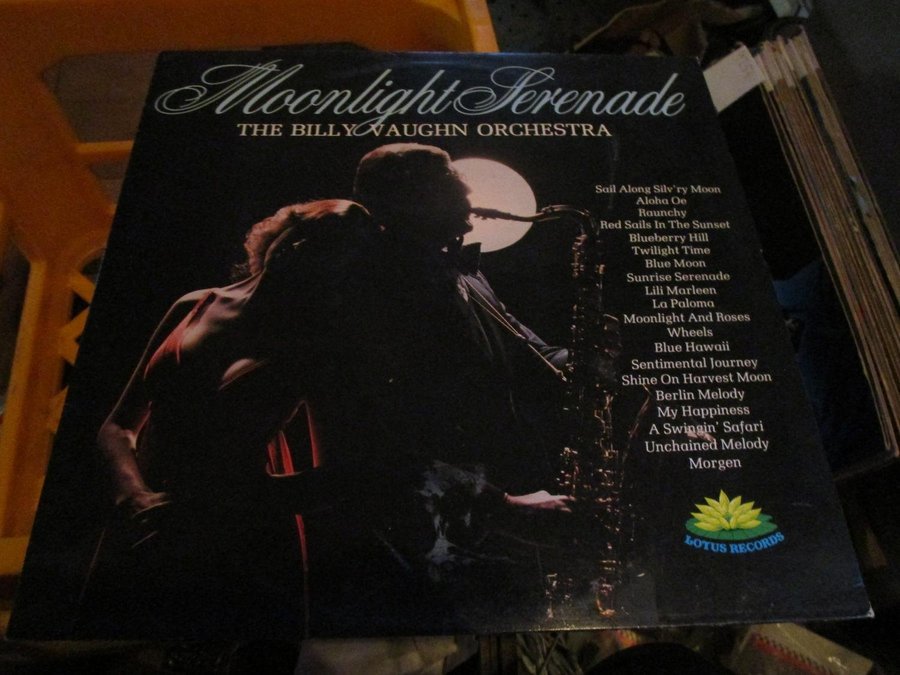 Moonlight Serenade
THE BILLY VAUGHN ORCHESTRA
Sail Along Silv'ry Moon
Aloha Oe
Raunchy
Red Sails In The Sunset
Blueberry Hill
Twilight Time
Blue Moon
Sunrise Serenade
Lili Marleen
La Paloma
Moonlight And Roses
Wheels
Blue Hawaii
Sentimental Journey
Shine On Harvest Moon
Berlin Melody
My Happiness
A Swingin' Safari
Unchained Melody
Morgen
LOTUS RECORDS